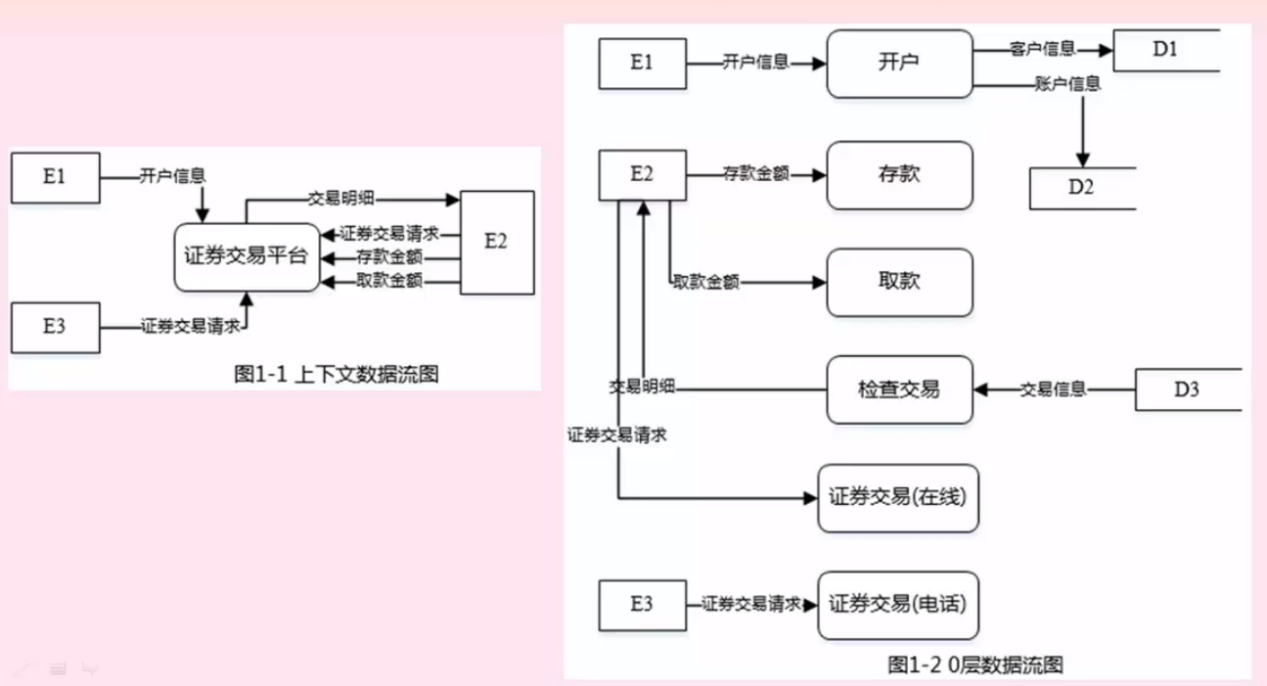 E1
开户信息
交易明细
证券交易平台
证券交易请求
存款金额
取款金额
E2
E3
证券交易请求
图1-1 上下文数据流图
E1
开户信息
开户
客户信息
D1
账户信息
D2
E2
存款金额
存款
取款金额
取款
交易明细
检查交易
交易信息
D3
证券交易请求
证券交易(在线)
E3
证券交易请求
证券交易(电话)
图1-2 0层数据流图